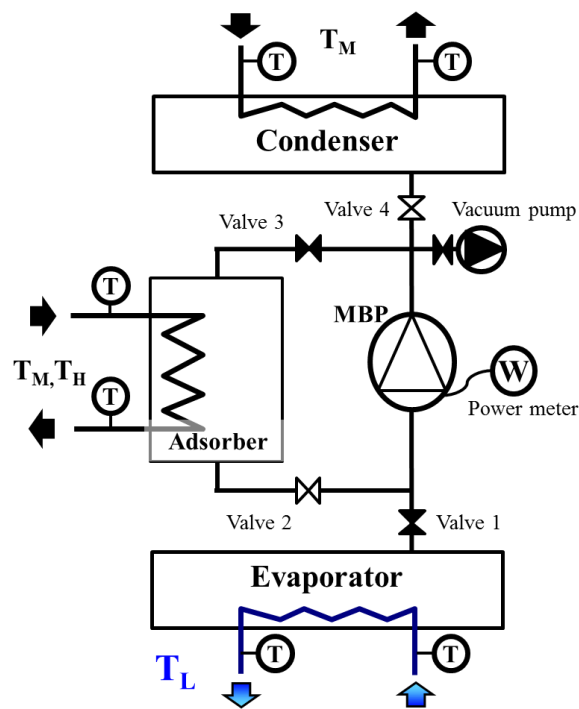 T_M
T
T
Condenser
Valve 4
Valve 3
Vacuum pump
T
MBP
T_M,T_H
W
T
Power meter
Adsorber
Valve 2
Valve 1
Evaporator
T_L
T
T